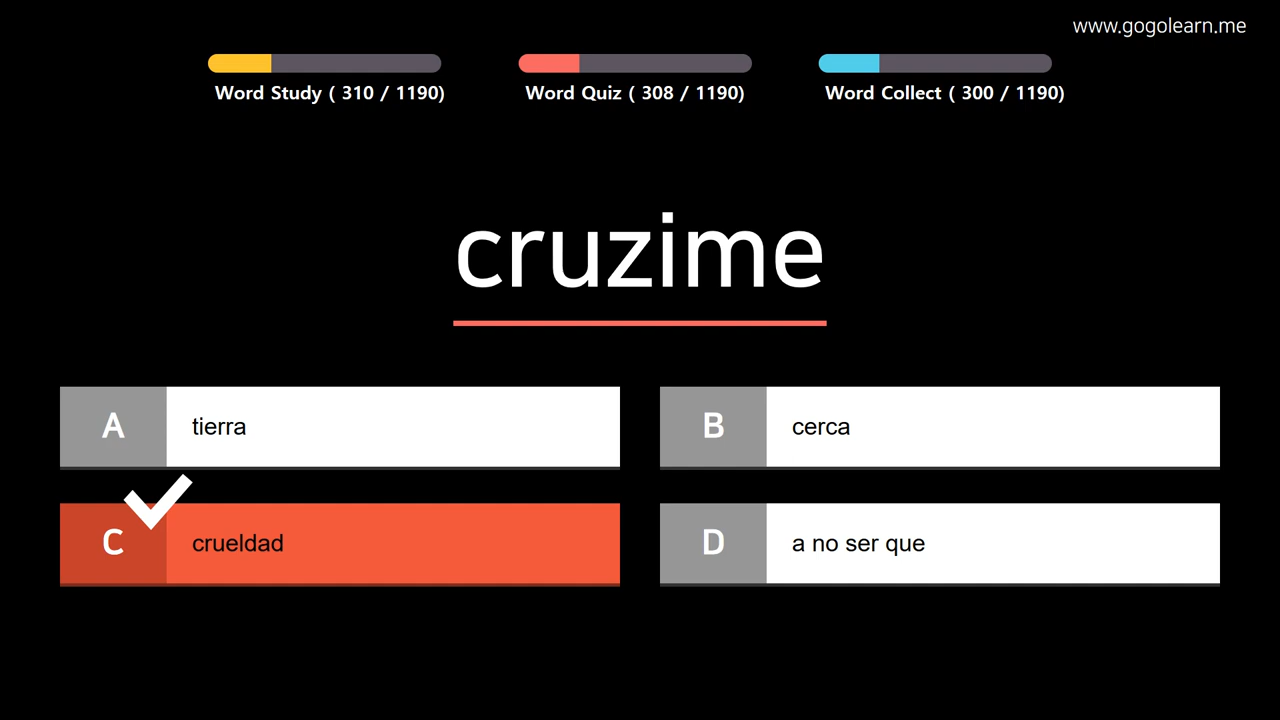 www.gogolearn.me
Word Study ( 310 / 1190)
Word Quiz ( 308 / 1190)
Word Collect ( 300 / 1190)
cruzime
A
tierra
B
cerca
C
crueldad
D
a no ser que